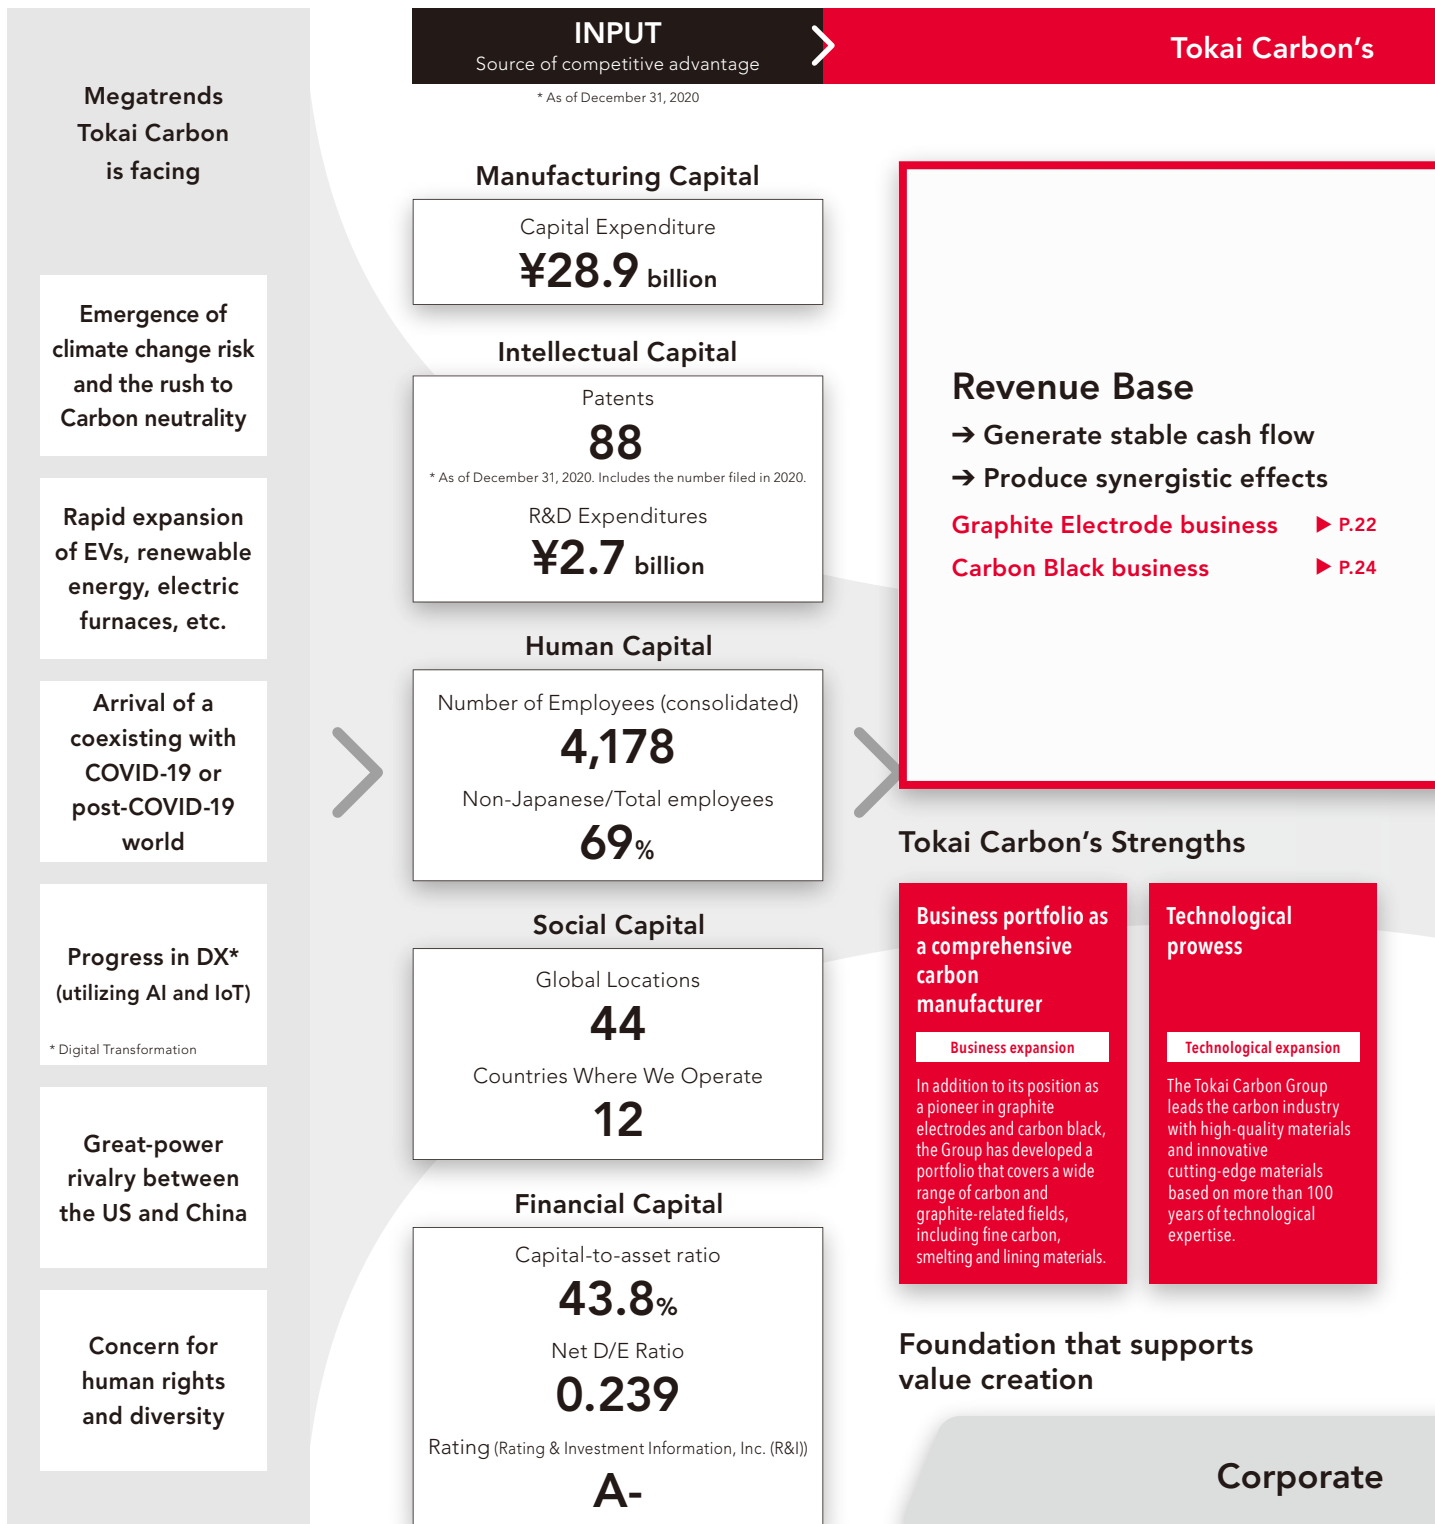 Megatrends
Tokai Carbon
is facing
Emergence of
climate change risk
and the rush to
Carbon neutrality
Rapid expansion
of EVs, renewable
energy, electric
furnaces, etc.
Arrival of a
coexisting with
COVID-19 or
post-COVID-19
world
Progress in DX*
(utilizing AI and IoT)
* Digital Transformation
Great-power
rivalry between
the US and China
Concern for
human rights
and diversity
INPUT
Source of competitive advantage
* As of December 31, 2020
Manufacturing Capital
Capital Expenditure
¥28.9 billion
Intellectual Capital
Patents
88
* As of December 31, 2020. Includes the number filed in 2020.
R&D Expenditures
¥2.7 billion
Human Capital
Number of Employees (consolidated)
4,178
Non-Japanese/Total employees
69%
Social Capital
Global Locations
44
Countries Where We Operate
12
Financial Capital
Capital-to-asset ratio
43.8%
Net D/E Ratio
0.239
Rating (Rating & Investment Information, Inc. (R&I))
A-
Tokai Carbon's
Revenue Base
➔ Generate stable cash flow
➔ Produce synergistic effects
Graphite Electrode business ▶ P.22
Carbon Black business ▶ P.24
Tokai Carbon's Strengths
Business portfolio as
a comprehensive
carbon
manufacturer
Business expansion
In addition to its position as
a pioneer in graphite
electrodes and carbon black,
the Group has developed a
portfolio that covers a wide
range of carbon and
graphite-related fields,
including fine carbon,
smelting and lining materials.
Technological
prowess
Technological expansion
The Tokai Carbon Group
leads the carbon industry
with high-quality materials
and innovative
cutting-edge materials
based on more than 100
years of technological
expertise.
Foundation that supports
value creation
Corporate